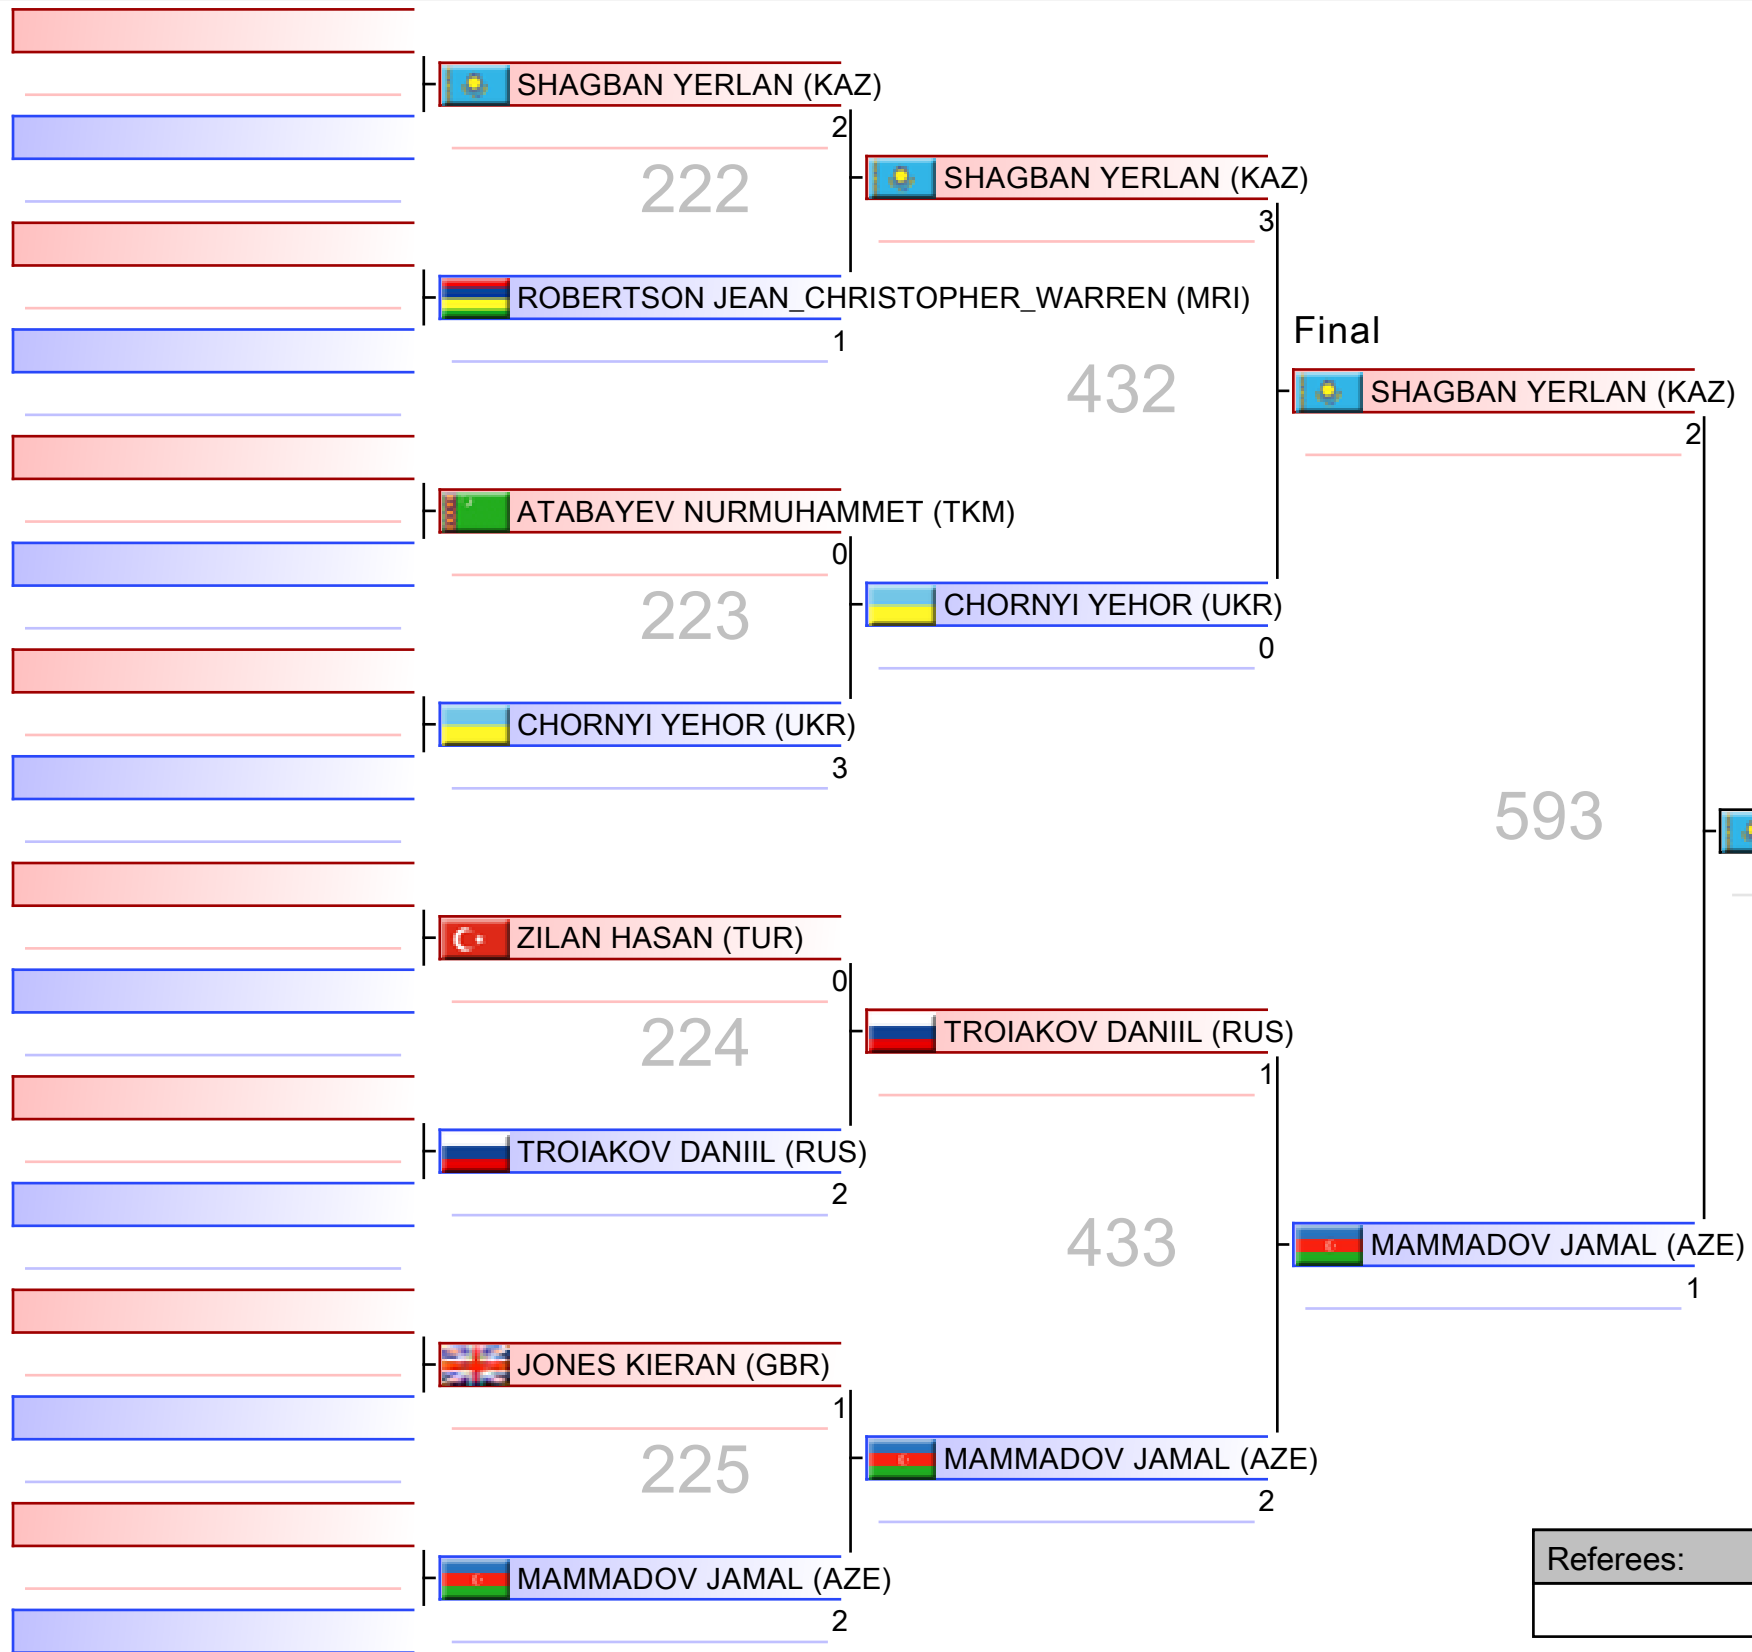 SHAGBAN YERLAN (KAZ)
2
222
SHAGBAN YERLAN (KAZ)
3
ROBERTSON JEAN_CHRISTOPHER_WARREN (MRI)
1
Final
432
SHAGBAN YERLAN (KAZ)
2
ATABAYEV NURMUHAMMET (TKM)
0
223
CHORNYI YEHOR (UKR)
0
CHORNYI YEHOR (UKR)
3
593
ZILAN HASAN (TUR)
0
224
TROIAKOV DANIIL (RUS)
1
TROIAKOV DANIIL (RUS)
2
433
MAMMADOV JAMAL (AZE)
1
JONES KIERAN (GBR)
1
225
MAMMADOV JAMAL (AZE)
2
Referees:
MAMMADOV JAMAL (AZE)
2